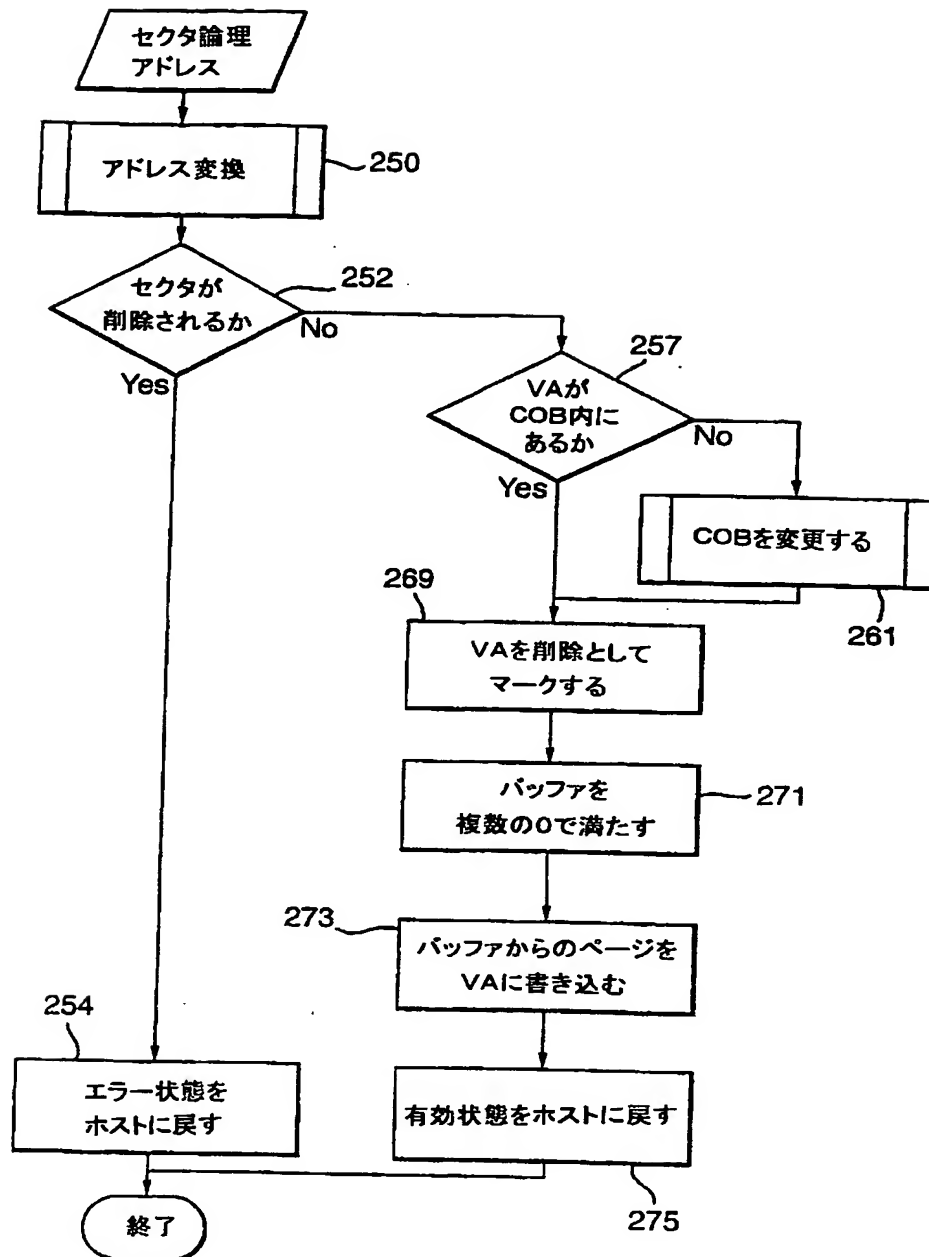 セクタ論理
アドレス
アドレス変換
250
セクタが
削除されるか
252
No
Yes
VAが
COB内に
あるか
257
No
Yes
COBを変更する
261
269
VAを削除として
マークする
バッファを
複数の0で満たす
271
273
バッファからのページを
VAに書き込む
254
エラー状態を
ホストに戻す
有効状態をホストに戻す
275
終了